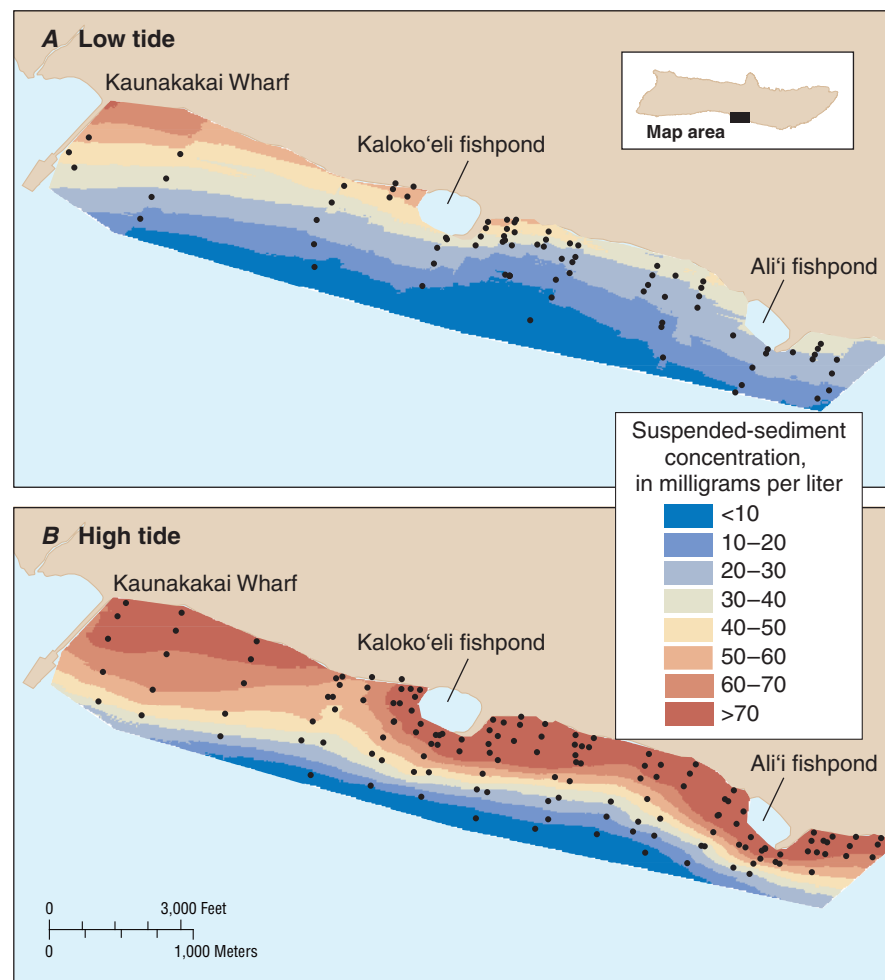 A Low tide
Kaunakakai Wharf
Kaloko‘eli fishpond
Map area
Ali‘i fishpond
Suspended-sediment
concentration,
in milligrams per liter
<10
10–20
20–30
30–40
40–50
50–60
60–70
>70
B High tide
Kaunakakai Wharf
Kaloko‘eli fishpond
Ali‘i fishpond
0 3,000 Feet
0 1,000 Meters